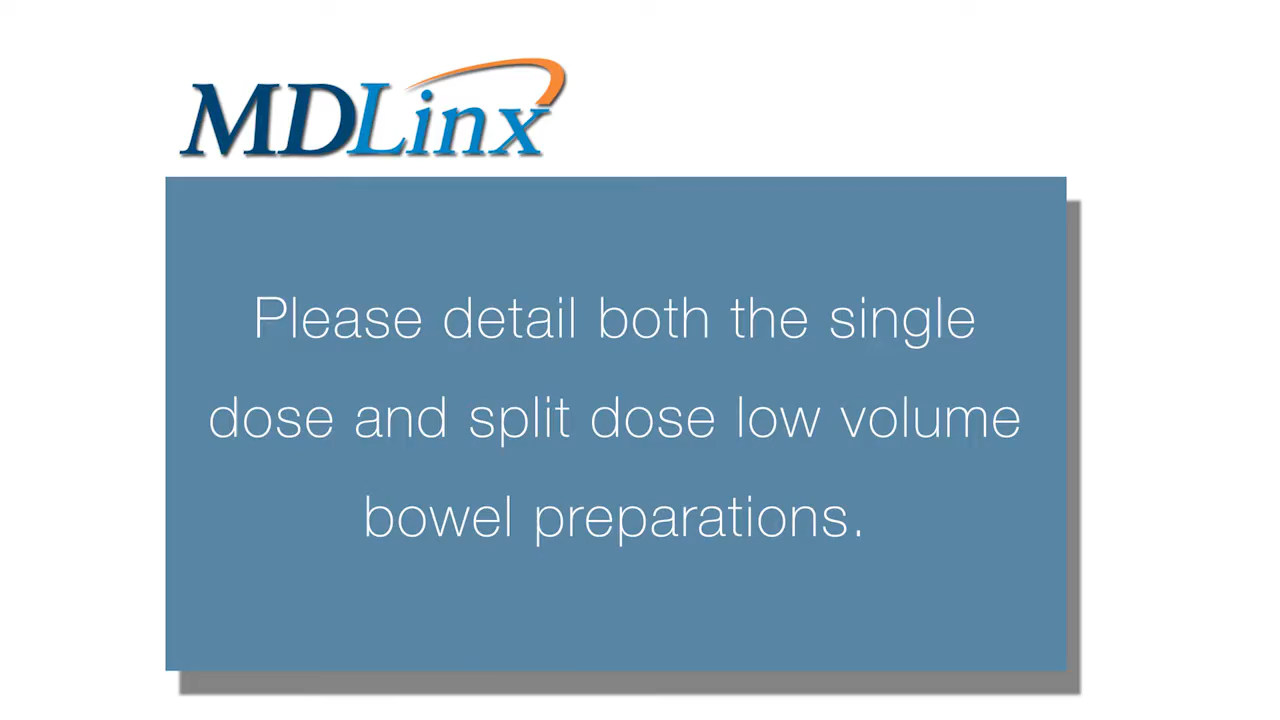 MDLinx
Please detail both the single
dose and split dose low volume
bowel preparations.